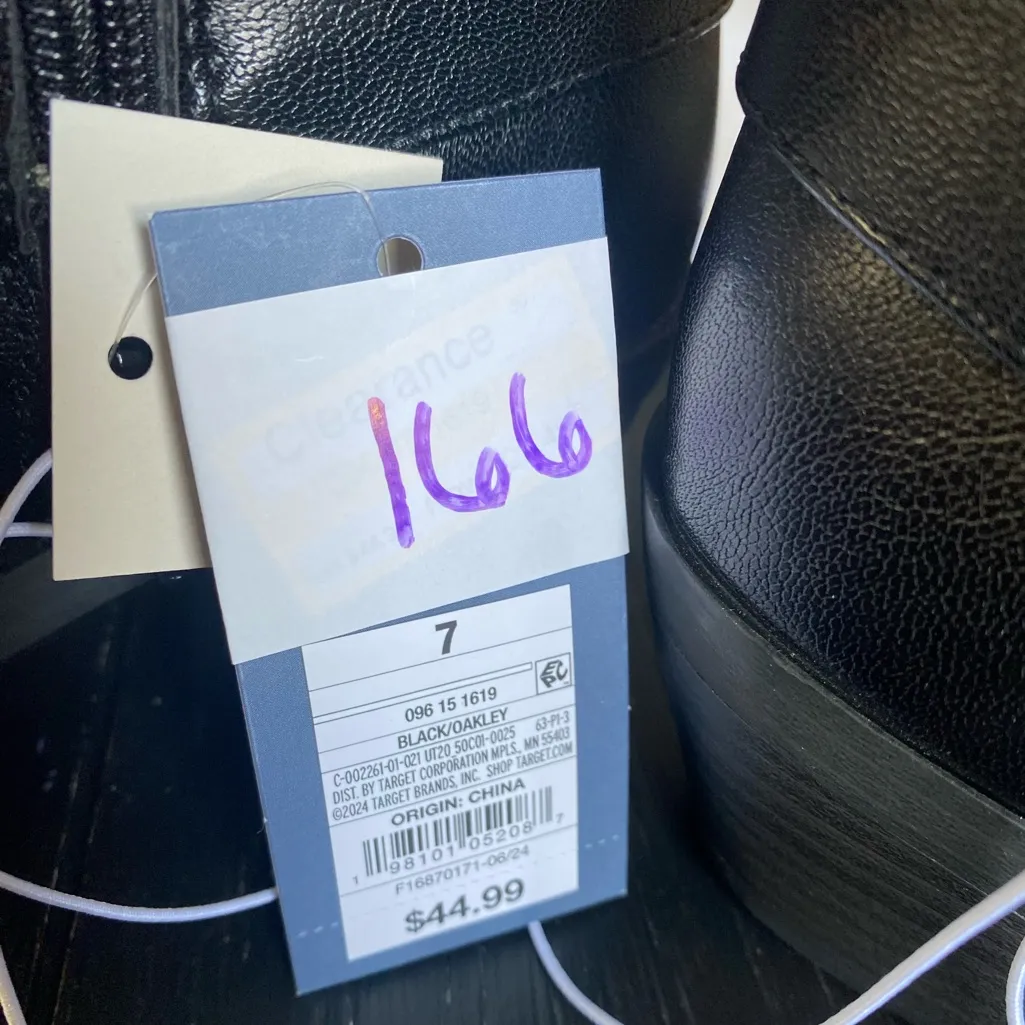 Clearance
166
7
EPC
096 15 1619
BLACK/OAKLEY
C-002261-01-021 UT20 50C01-0025 63-P1-3
DIST. BY TARGET CORPORATION MPLS., MN 55403
©2024 TARGET BRANDS, INC. SHOP TARGET.COM
ORIGIN: CHINA
1 98101 05208 7
F16870171-06/24
$44.99